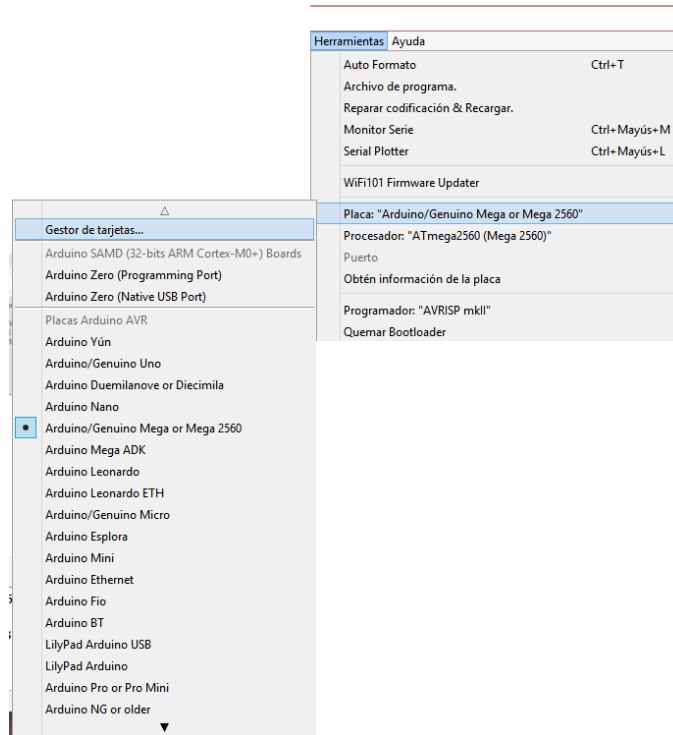 Herramientas Ayuda
Auto Formato Ctrl+T
Archivo de programa.
Reparar codificación & Recargar.
Monitor Serie Ctrl+Mayús+M
Serial Plotter Ctrl+Mayús+L
WiFi101 Firmware Updater
Placa: "Arduino/Genuino Mega or Mega 2560"
Procesador: "ATmega2560 (Mega 2560)"
Puerto
Obtén información de la placa
Programador: "AVRISP mkII"
Quemar Bootloader
Gestor de tarjetas...
Arduino SAMD (32-bits ARM Cortex-M0+) Boards
Arduino Zero (Programming Port)
Arduino Zero (Native USB Port)
Placas Arduino AVR
Arduino Yún
Arduino/Genuino Uno
Arduino Duemilanove or Diecimila
Arduino Nano
Arduino/Genuino Mega or Mega 2560
Arduino Mega ADK
Arduino Leonardo
Arduino Leonardo ETH
Arduino/Genuino Micro
Arduino Esplora
Arduino Mini
Arduino Ethernet
Arduino Fio
Arduino BT
LilyPad Arduino USB
LilyPad Arduino
Arduino Pro or Pro Mini
Arduino NG or older